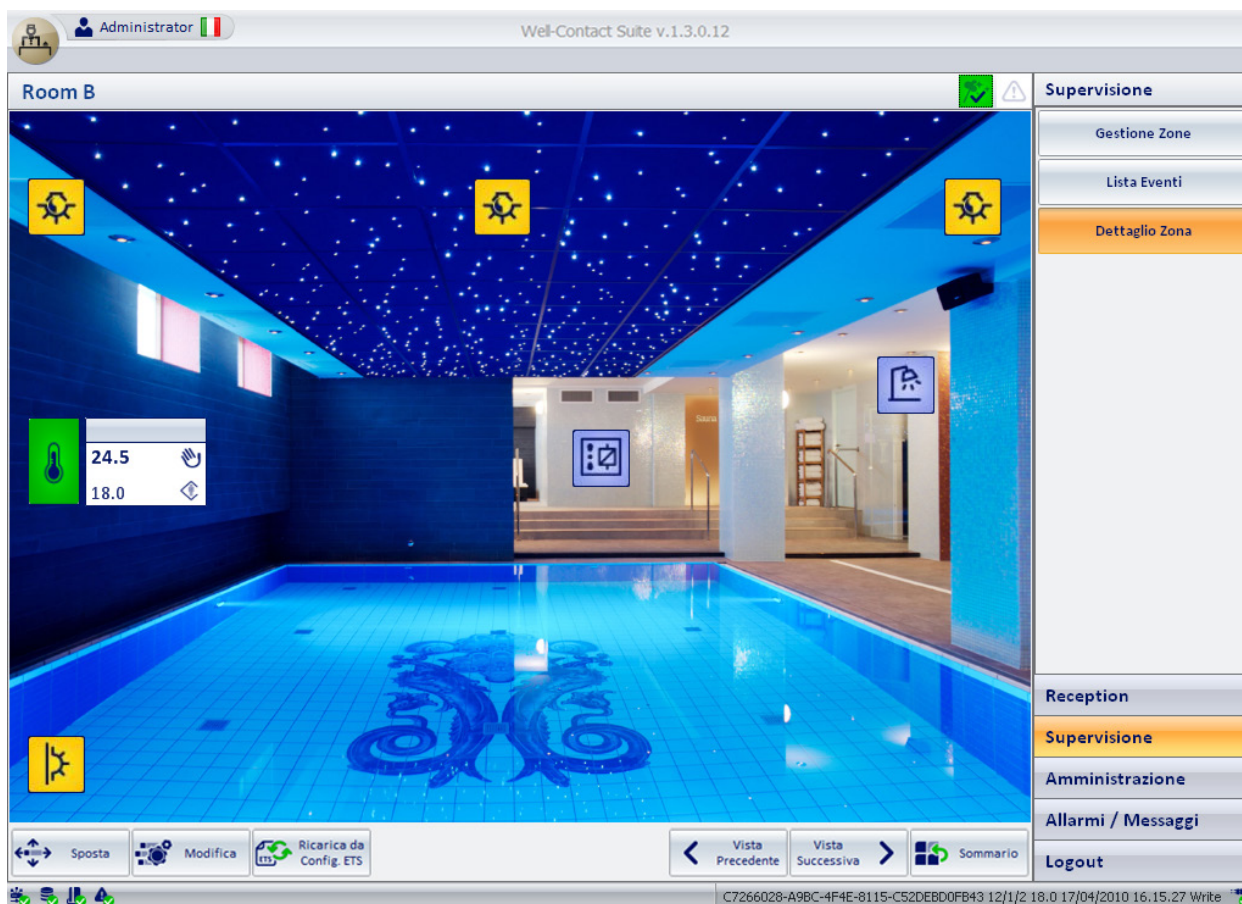 Administrator
Well-Contact Suite v.1.3.0.12
Room B
Supervisione
Gestione Zone
Lista Eventi
Dettaglio Zona
Sauna
24.5
18.0
Reception
Supervisione
Amministrazione
Allarmi / Messaggi
Logout
Sposta
Modifica
ETS
Ricarica da
Config. ETS
Vista
Precedente
Vista
Successiva
Sommario
C7266028-A9BC-4F4E-8115-C52DEBD0FB43 12/1/2 18.0 17/04/2010 16.15.27 Write